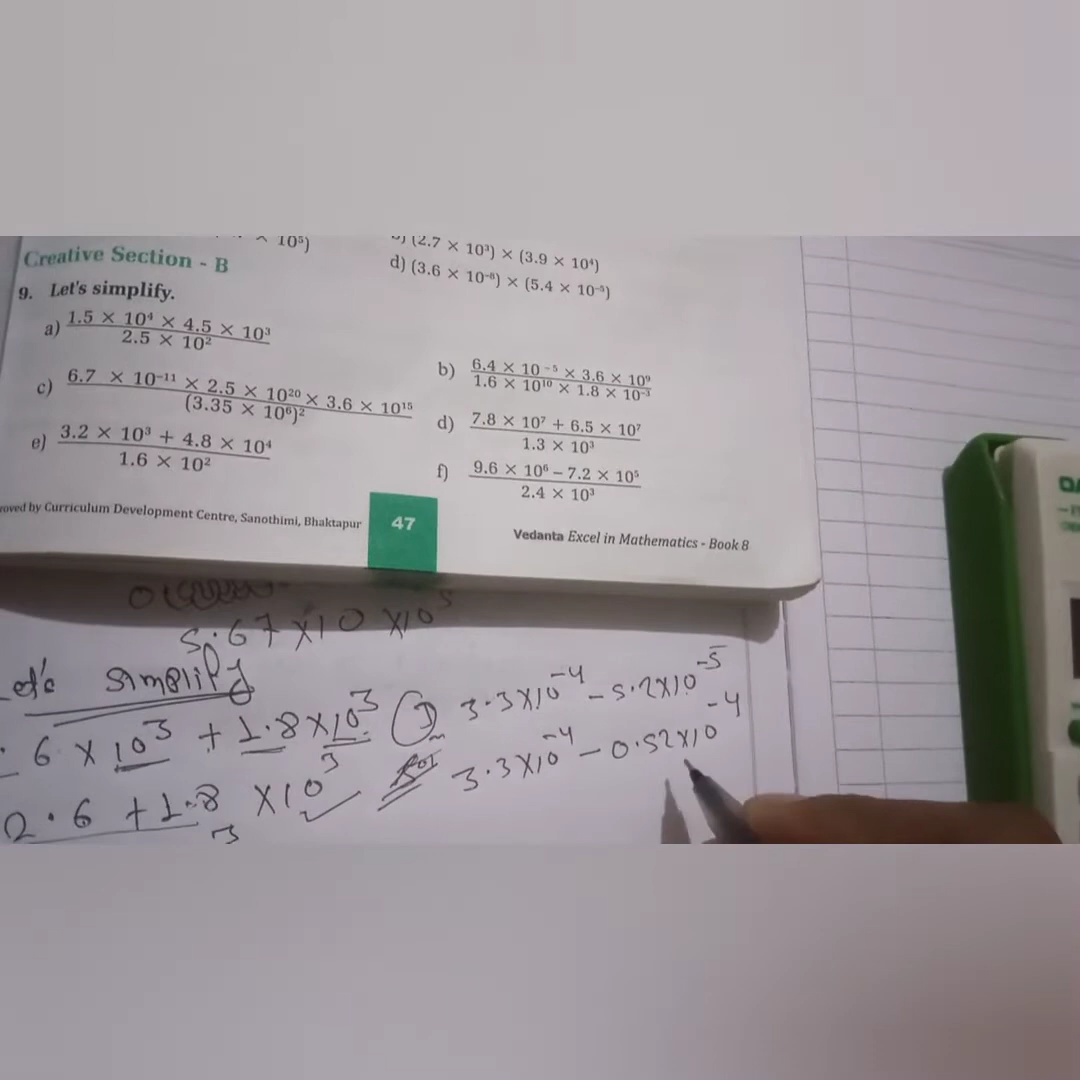 × 10⁵) b) (2.7 × 10³) × (3.9 × 10⁴)
d) (3.6 × 10⁻⁸) × (5.4 × 10⁻⁵)
Creative Section - B
9. Let's simplify.
a) 1.5 × 10⁴ × 4.5 × 10³
2.5 × 10²
b) 6.4 × 10⁻⁵ × 3.6 × 10⁹
1.6 × 10¹⁰ × 1.8 × 10⁻³
c) 6.7 × 10⁻¹¹ × 2.5 × 10²⁰ × 3.6 × 10¹⁵
(3.35 × 10⁶)²
d) 7.8 × 10⁷ + 6.5 × 10⁷
1.3 × 10³
e) 3.2 × 10³ + 4.8 × 10⁴
1.6 × 10²
f) 9.6 × 10⁶ – 7.2 × 10⁵
2.4 × 10³
roved by Curriculum Development Centre, Sanothimi, Bhaktapur
47
Vedanta Excel in Mathematics - Book 8
5.67 × 10 × 10⁵
et's simplify
. 6 × 10³ + 1.8 × 10³
2.6 + 1.8 × 10³
3
3.3 × 10⁻⁴ – 5.2 × 10⁻⁵
3.3 × 10⁻⁴ – 0.52 × 10⁻⁴